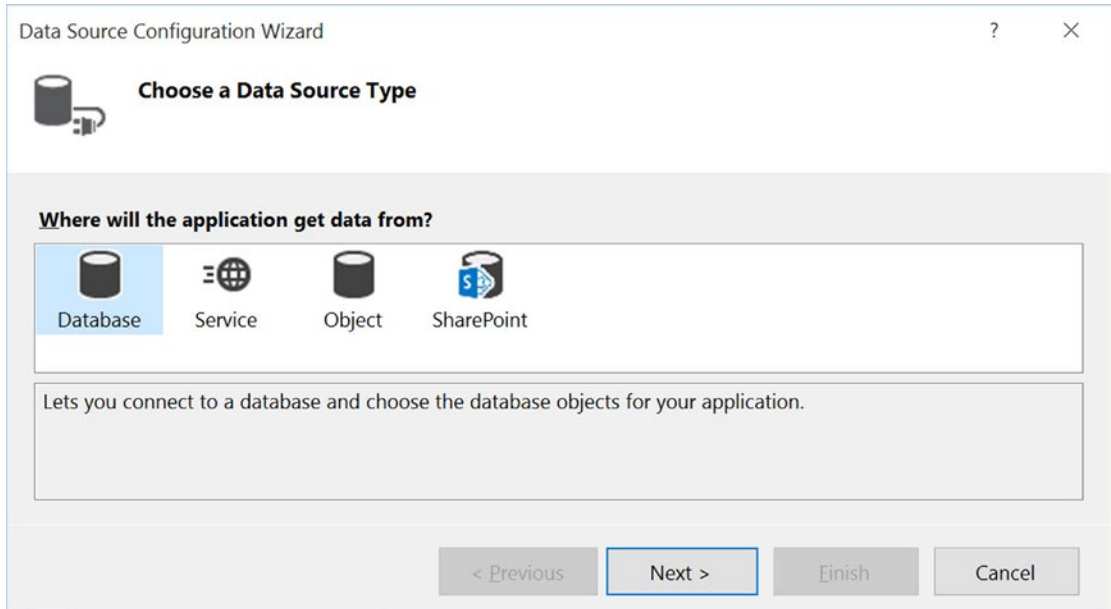 Data Source Configuration Wizard ? ×
Choose a Data Source Type
Where will the application get data from?
Database Service Object SharePoint
Lets you connect to a database and choose the database objects for your application.
< Previous Next > Finish Cancel